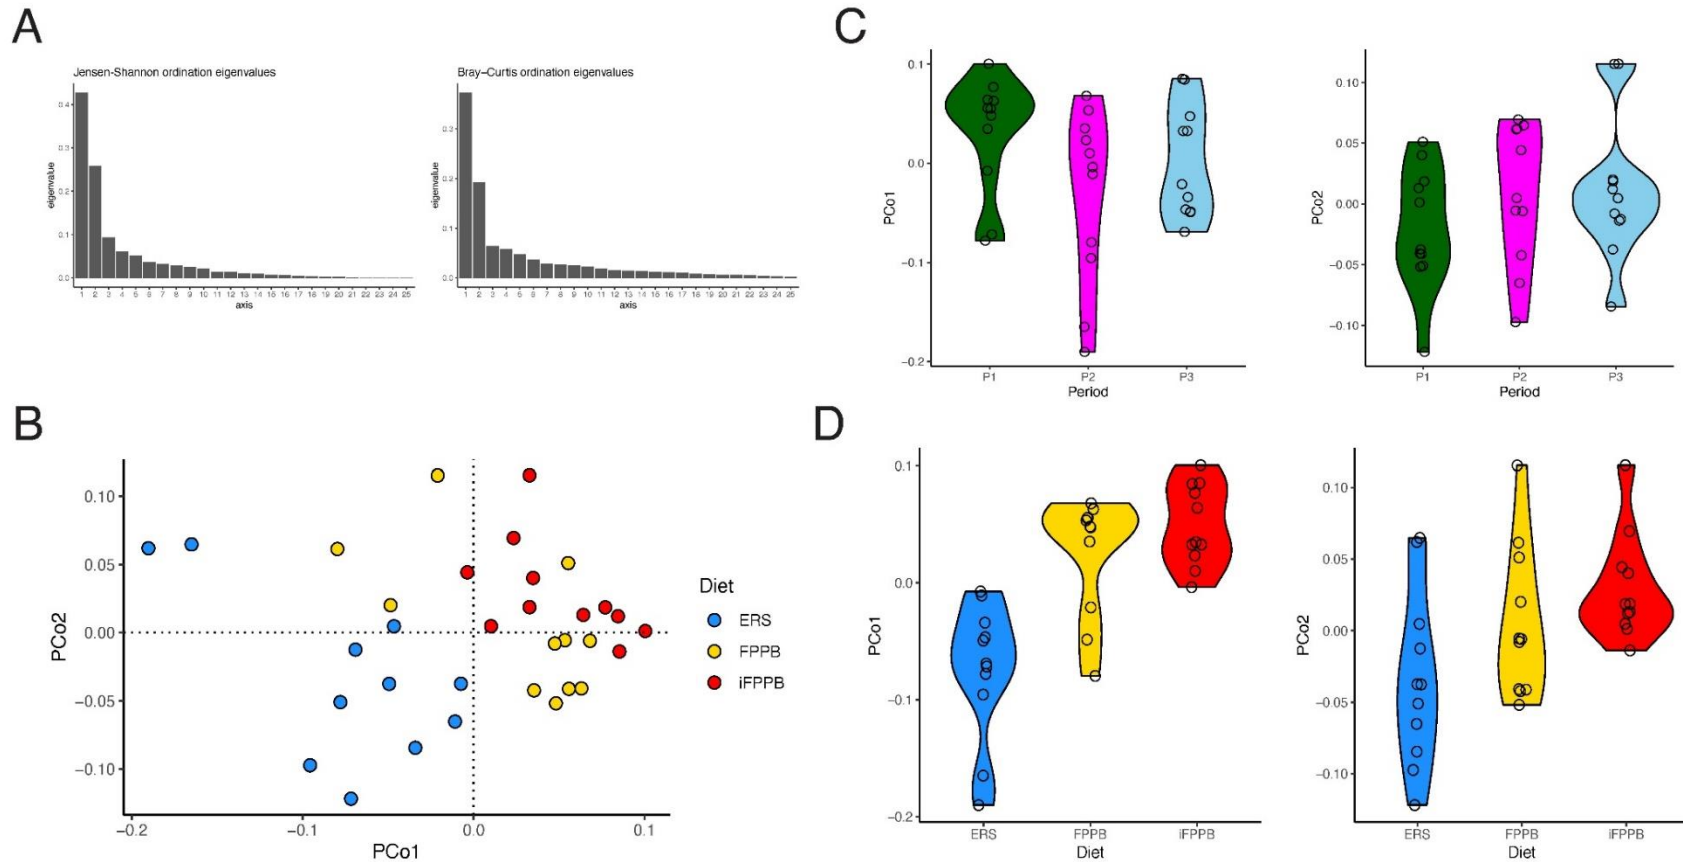 A
Jensen-Shannon ordination eigenvalues
eigenvalue
0.4
0.3
0.2
0.1
0.0
1 2 3 4 5 6 7 8 9 10 11 12 13 14 15 16 17 18 19 20 21 22 23 24 25
axis
Bray-Curtis ordination eigenvalues
eigenvalue
0.3
0.2
0.1
0.0
1 2 3 4 5 6 7 8 9 10 11 12 13 14 15 16 17 18 19 20 21 22 23 24 25
axis
B
PCo2
0.10
0.05
0.00
−0.05
−0.10
−0.2 −0.1 0.0 0.1
PCo1
Diet
ERS
FPPB
iFPPB
C
PCo1
0.1
0.0
−0.1
−0.2
P1 P2 P3
Period
PCo2
0.10
0.05
0.00
−0.05
−0.10
P1 P2 P3
Period
D
PCo1
0.1
0.0
−0.1
−0.2
ERS FPPB iFPPB
Diet
PCo2
0.10
0.05
0.00
−0.05
−0.10
ERS FPPB iFPPB
Diet